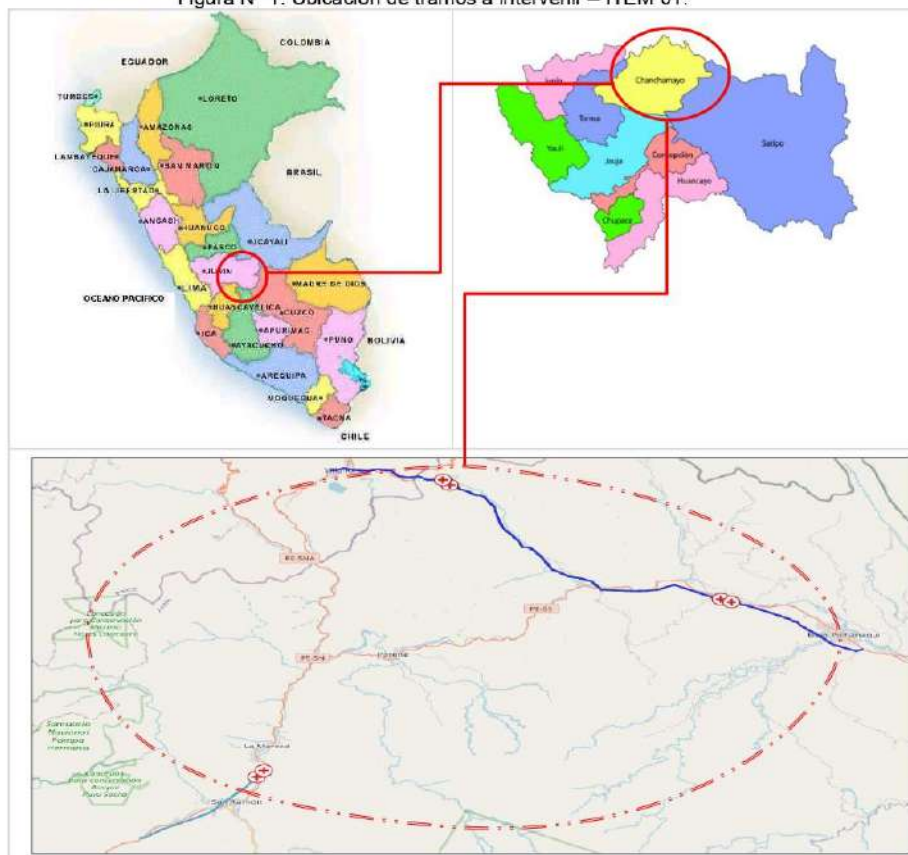 Figura N° 1. Ubicación de tramos a intervenir – ITEM 01.
COLOMBIA
ECUADOR
TUMBES
LORETO
PIURA
AMAZONAS
LAMBAYEQUE
SAN MARTIN
CAJAMARCA
BRASIL
LA LIBERTAD
ANCASH
HUANUCO
UCAYALI
PASCO
JUNIN
LIMA
MADRE DE DIOS
OCEANO PACIFICO
HUANCAVELICA
CUZCO
ICA
APURIMAC
PUNO
BOLIVIA
AYACUCHO
AREQUIPA
MOQUEGUA
TACNA
CHILE
Junín
Chanchamayo
Tarma
Yauli
Jauja
Concepción
Satipo
Huancayo
Chupaca
PE-5NA
PE-5S
PE-5N
Perené
La Merced
San Ramón